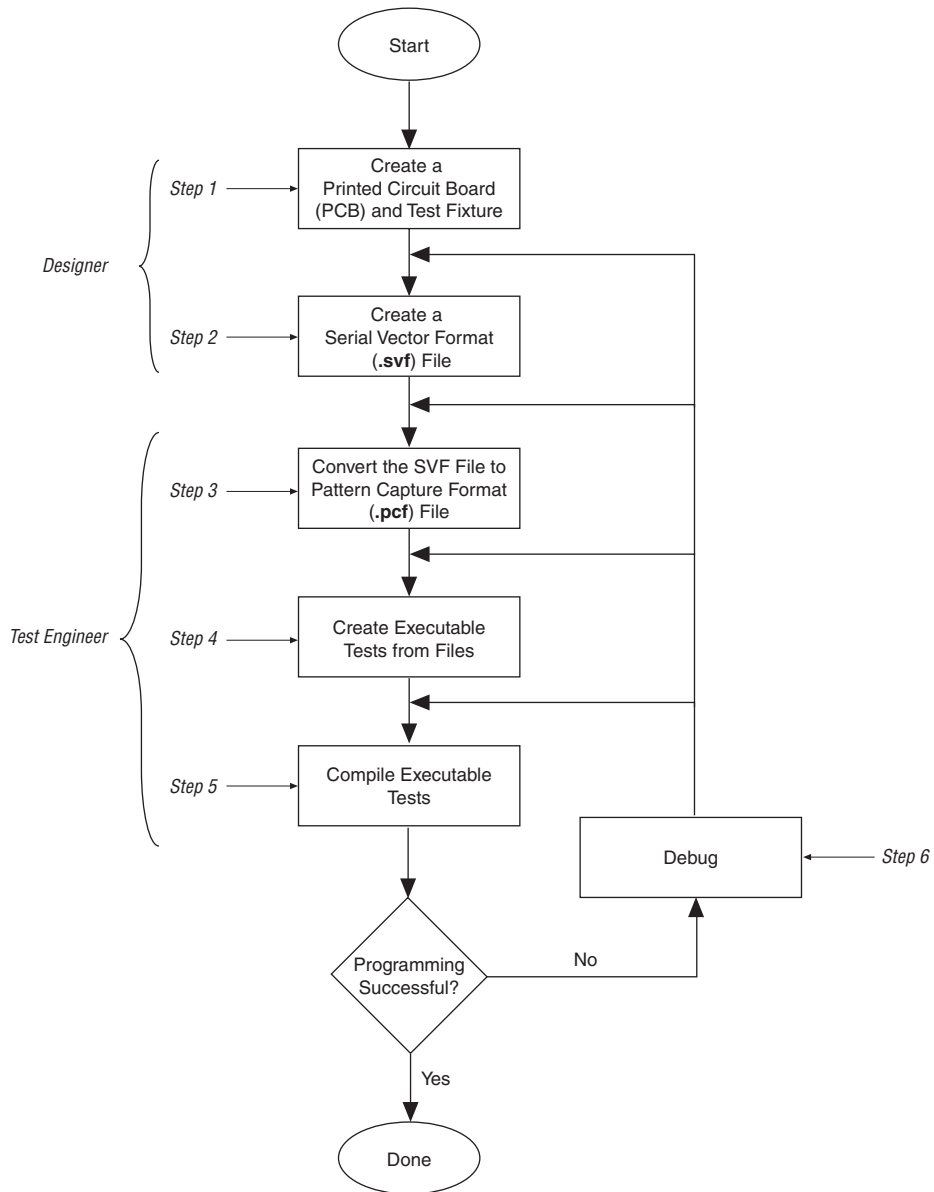 Start
Step 1
Create a
Printed Circuit Board
(PCB) and Test Fixture
Designer
Step 2
Create a
Serial Vector Format
(.svf) File
Step 3
Convert the SVF File to
Pattern Capture Format
(.pcf) File
Test Engineer
Step 4
Create Executable
Tests from Files
Step 5
Compile Executable
Tests
Debug
Step 6
Programming
Successful?
No
Yes
Done